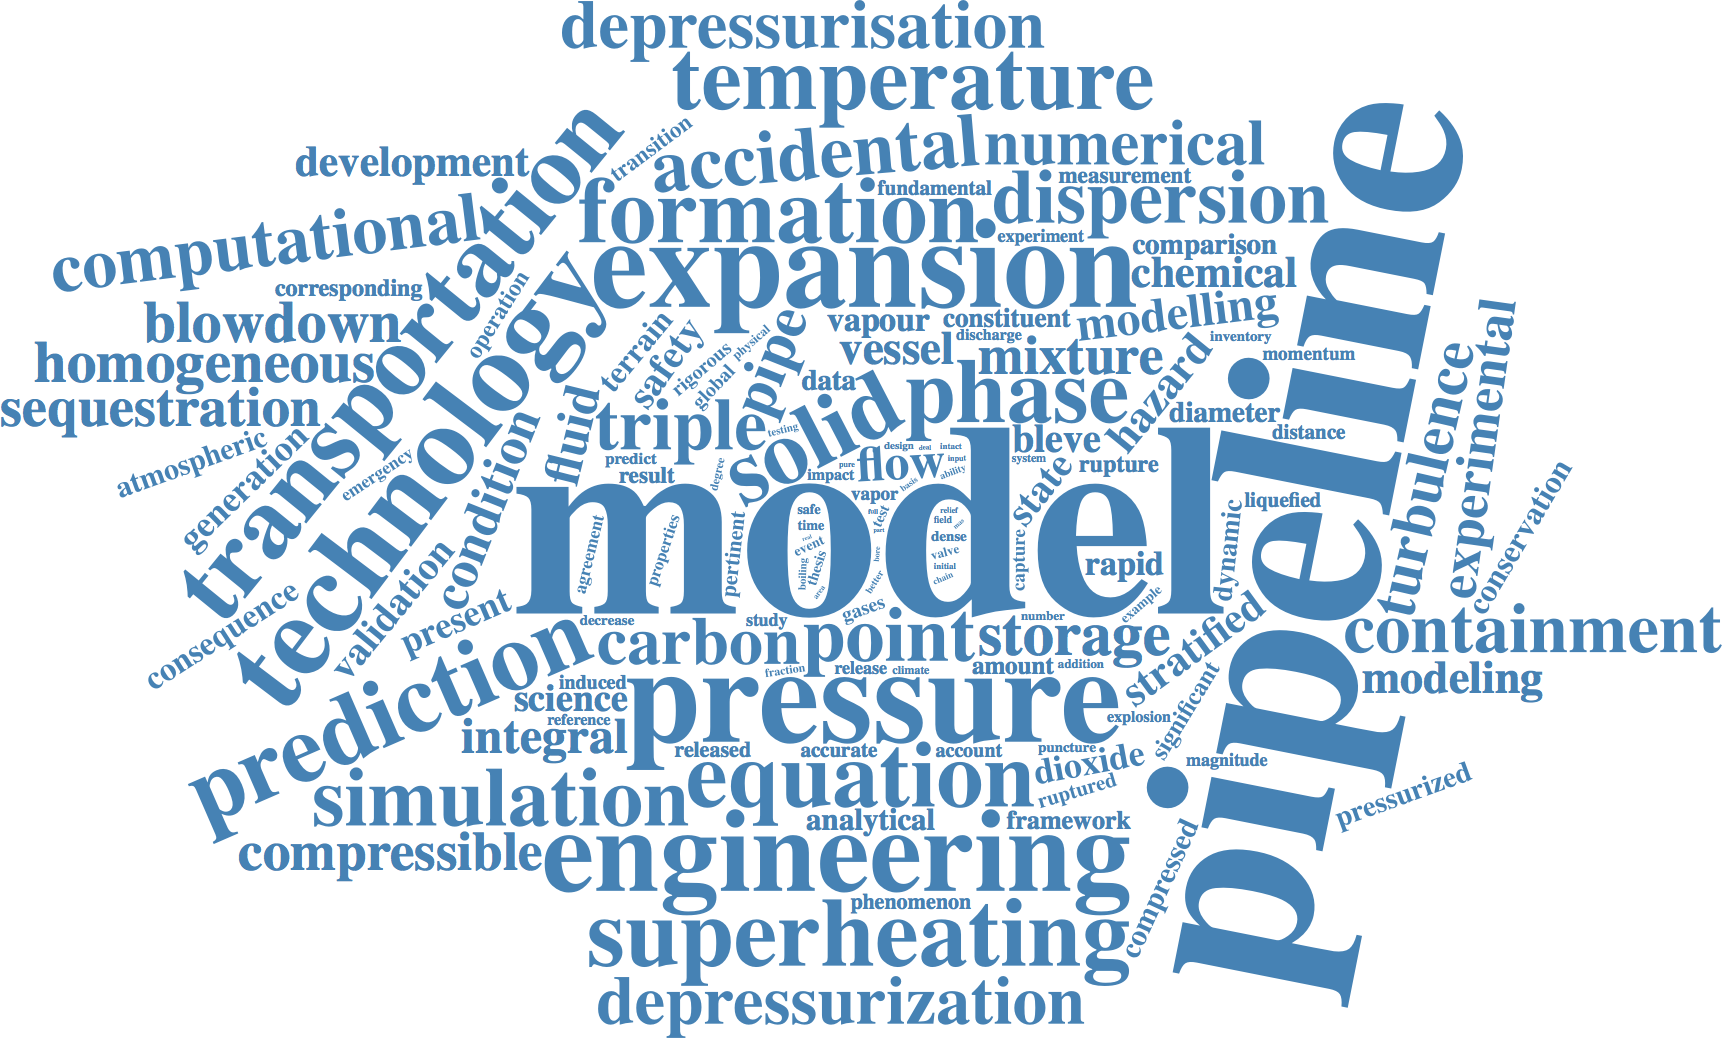 depressurisation
temperature
transition
accidental
numerical
development
measurement
fundamental
dispersion
formation
transportation
computational
experiment
comparison
expansion
chemical
corresponding
operation
technology
blowdown
terrain
safety
rigorous
physical
global
pipe
vapour
constituent
modelling
discharge
inventory
homogeneous
vessel
mixture
hazard
momentum
pipeline
data
phase
sequestration
fluid
triple
testing
solid
diameter
distance
turbulence
experimental
atmospheric
generation
emergency
condition
predict
result
degree
design
deal
intact
flow
pure
input
impact
basis
ability
bleve
system
state
rupture
vapor
model
safe
time
real
event
boiling
thesis
area
full
test
part
bore
better
relief
field
man
dense
valve
initial
chain
agreement
properties
pertinent
capture
rapid
dynamic
liquefied
conservation
consequence
validation
present
decrease
study
gases
number
example
prediction
carbon
point
storage
stratified
containment
fraction
release
climate
amount
addition
modeling
induced
science
reference
pressure
explosion
significant
integral
released
accurate
account
puncture
dioxide
magnitude
simulation
equation
ruptured
pressurized
analytical
framework
compressible
engineering
compressed
phenomenon
superheating
depressurization